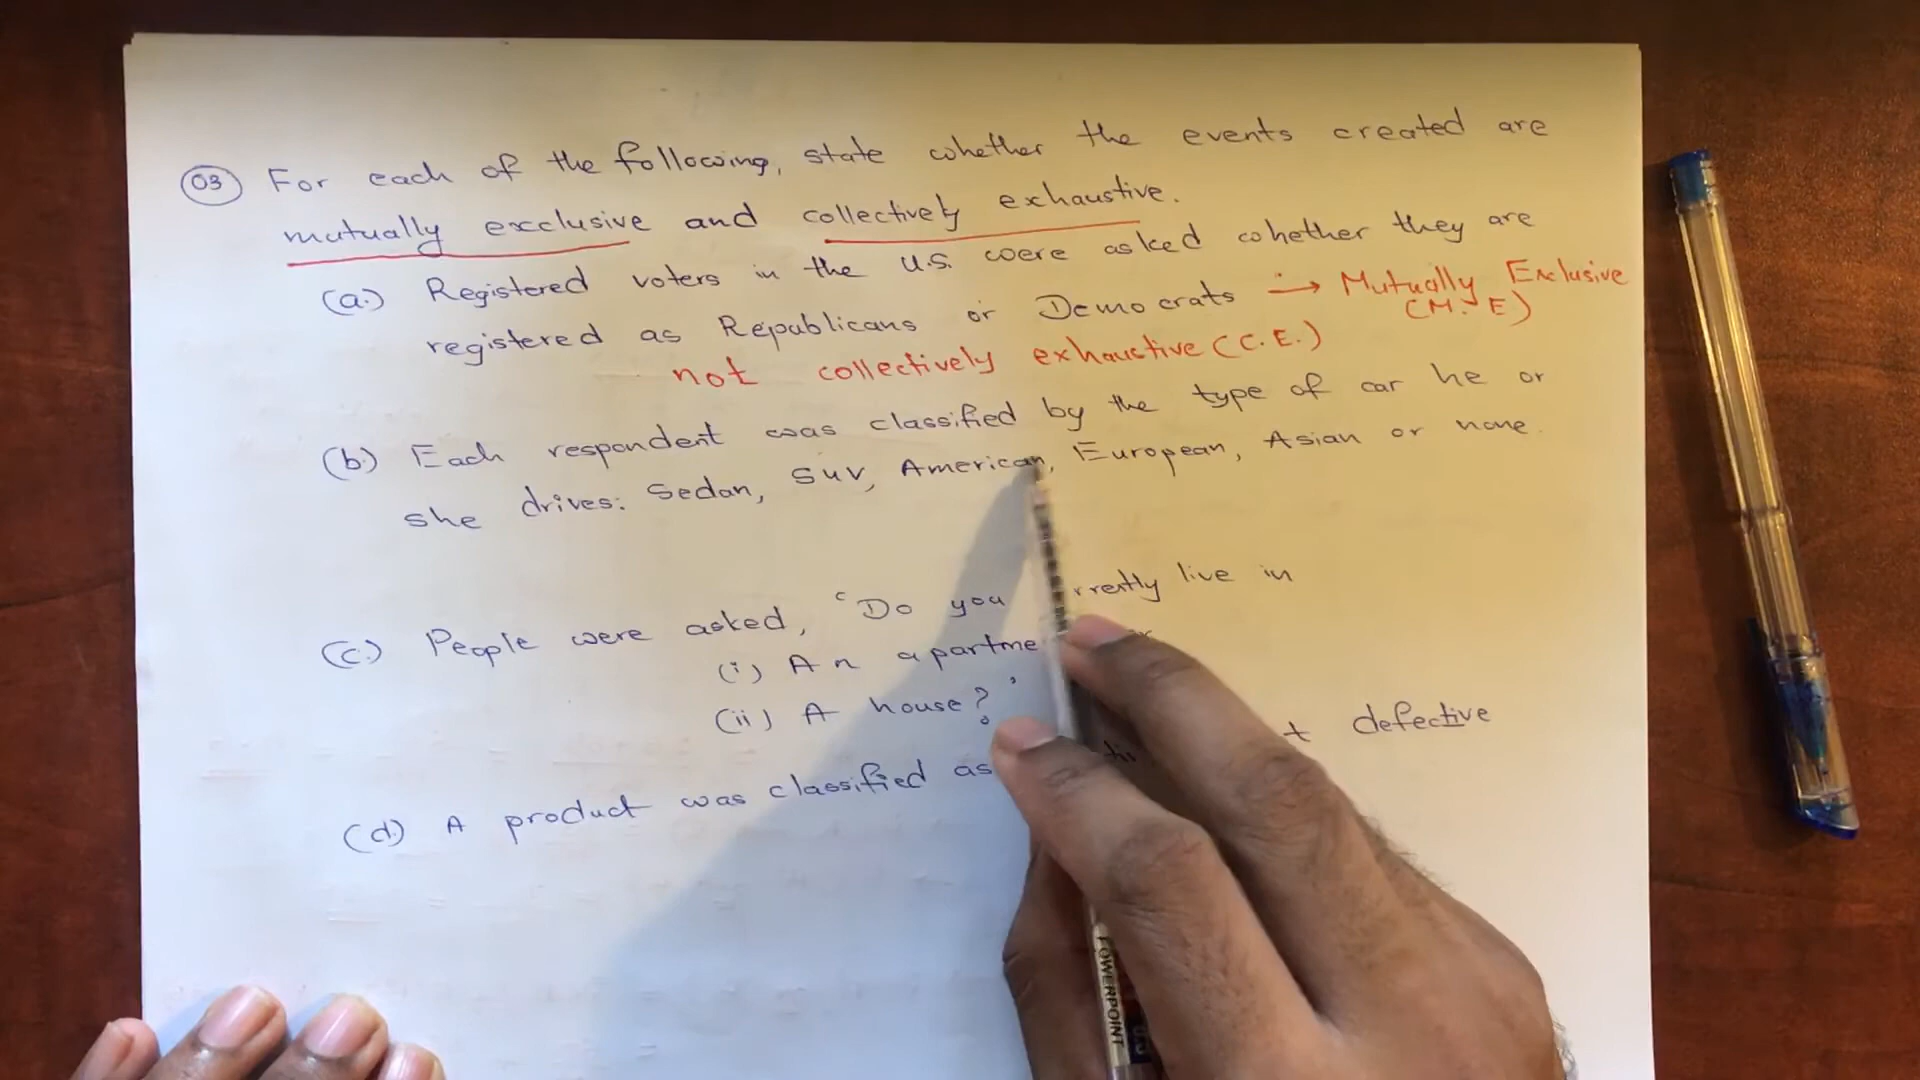 03 For each of the following, state whether the events created are
mutually exclusive and collectively exhaustive.
(a.) Registered voters in the U.S. were asked whether they are
registered as Republicans or Democrats → Mutually Exclusive
(M.E)
not collectively exhaustive (C.E.)
(b.) Each respondent was classified by the type of car he or
she drives: Sedan, SUV, American, European, Asian or none.
(c.) People were asked, "Do you live in
(i) An
(ii) A house?"
(d.) A product was classified as defective
POWERPOINT